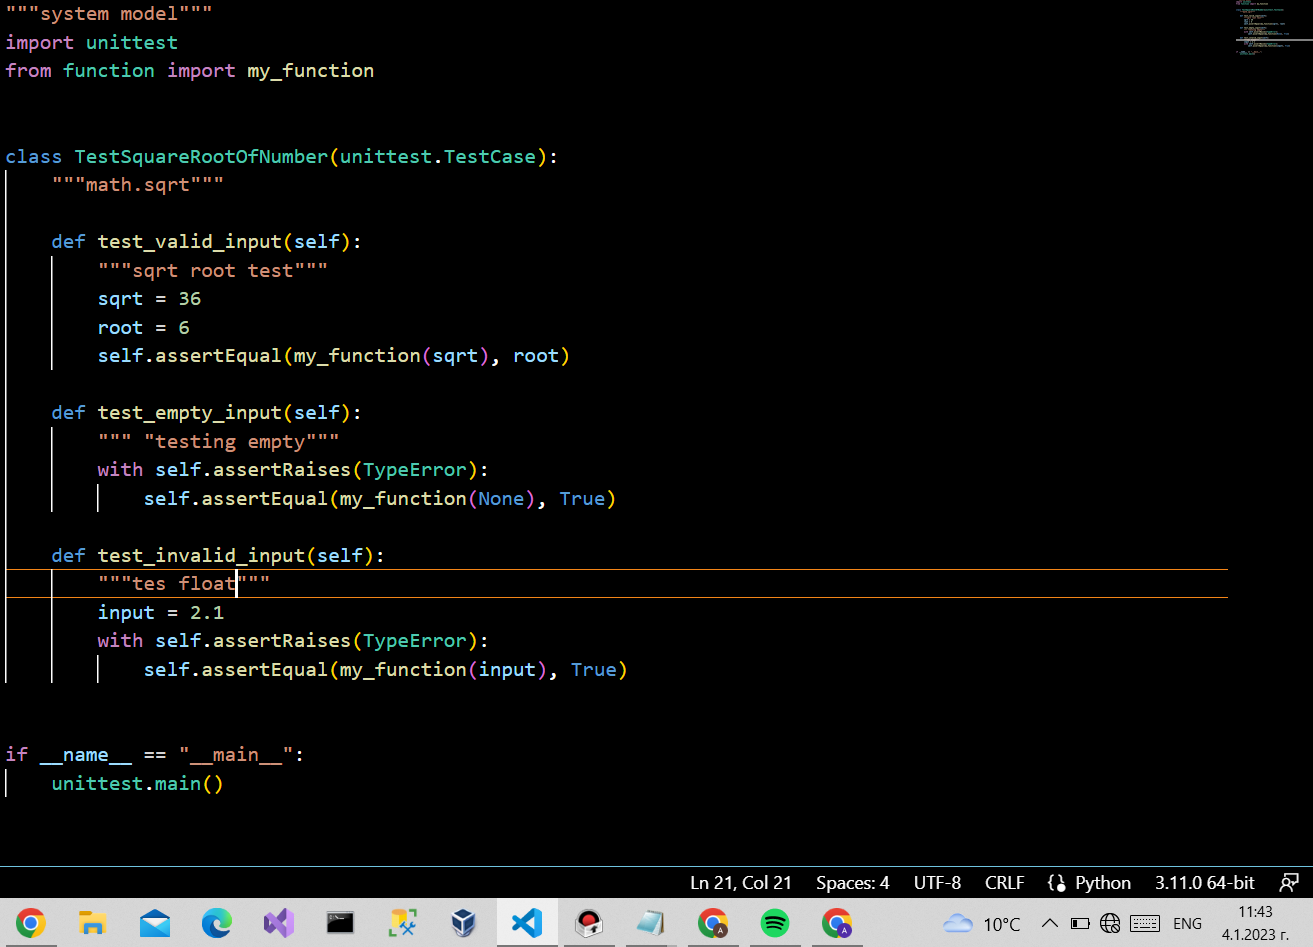 """system model"""
import unittest
from function import my_function
class TestSquareRootOfNumber(unittest.TestCase):
"""math.sqrt"""
def test_valid_input(self):
"""sqrt root test"""
sqrt = 36
root = 6
self.assertEqual(my_function(sqrt), root)
def test_empty_input(self):
""" "testing empty"""
with self.assertRaises(TypeError):
self.assertEqual(my_function(None), True)
def test_invalid_input(self):
"""tes float"""
input = 2.1
with self.assertRaises(TypeError):
self.assertEqual(my_function(input), True)
if __name__ == "__main__":
unittest.main()
Ln 21, Col 21 Spaces: 4 UTF-8 CRLF Python 3.11.0 64-bit
10°C ENG 11:43
4.1.2023 г.